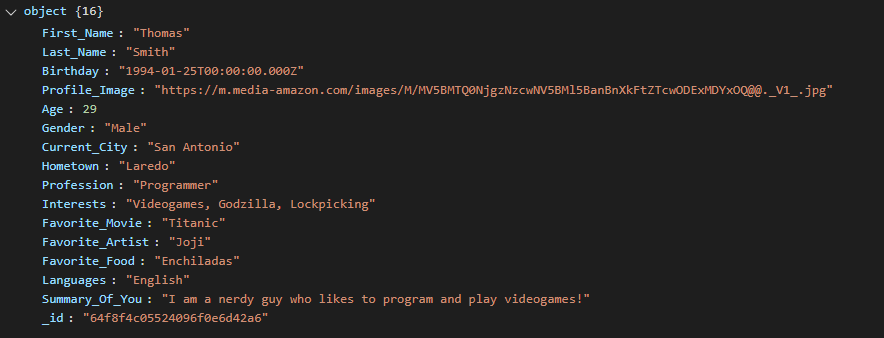 object {16}
First_Name : "Thomas"
Last_Name : "Smith"
Birthday : "1994-01-25T00:00:00.000Z"
Profile_Image : "https://m.media-amazon.com/images/M/MV5BMTQ0NjgzNzcwNV5BMl5BanBnXkFtZTcwODExMDYxOQ@@._V1_.jpg"
Age : 29
Gender : "Male"
Current_City : "San Antonio"
Hometown : "Laredo"
Profession : "Programmer"
Interests : "Videogames, Godzilla, Lockpicking"
Favorite_Movie : "Titanic"
Favorite_Artist : "Joji"
Favorite_Food : "Enchiladas"
Languages : "English"
Summary_Of_You : "I am a nerdy guy who likes to program and play videogames!"
_id : "64f8f4c05524096f0e6d42a6"